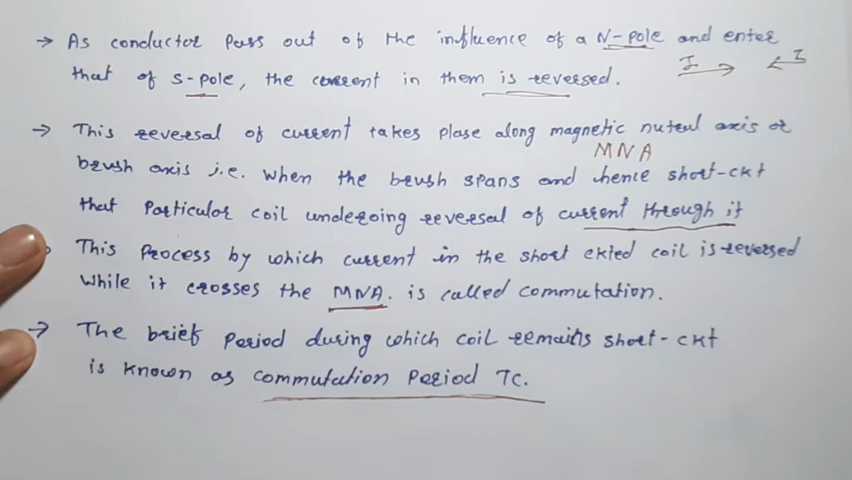 → As conductor pass out of the influence of a N-pole and enter
that of S-pole, the current in them is reversed.
I → ← I
→ This reversal of current takes plase along magnetic nutral axis or
MNA
brush axis i.e. when the brush spans and hence short-ckt
that particular coil undergoing reversal of current through it
This process by which current in the short ckted coil is reversed
while it crosses the MNA. is called commutation.
→ The brief period during which coil remains short-ckt
is known as commutation period Tc.